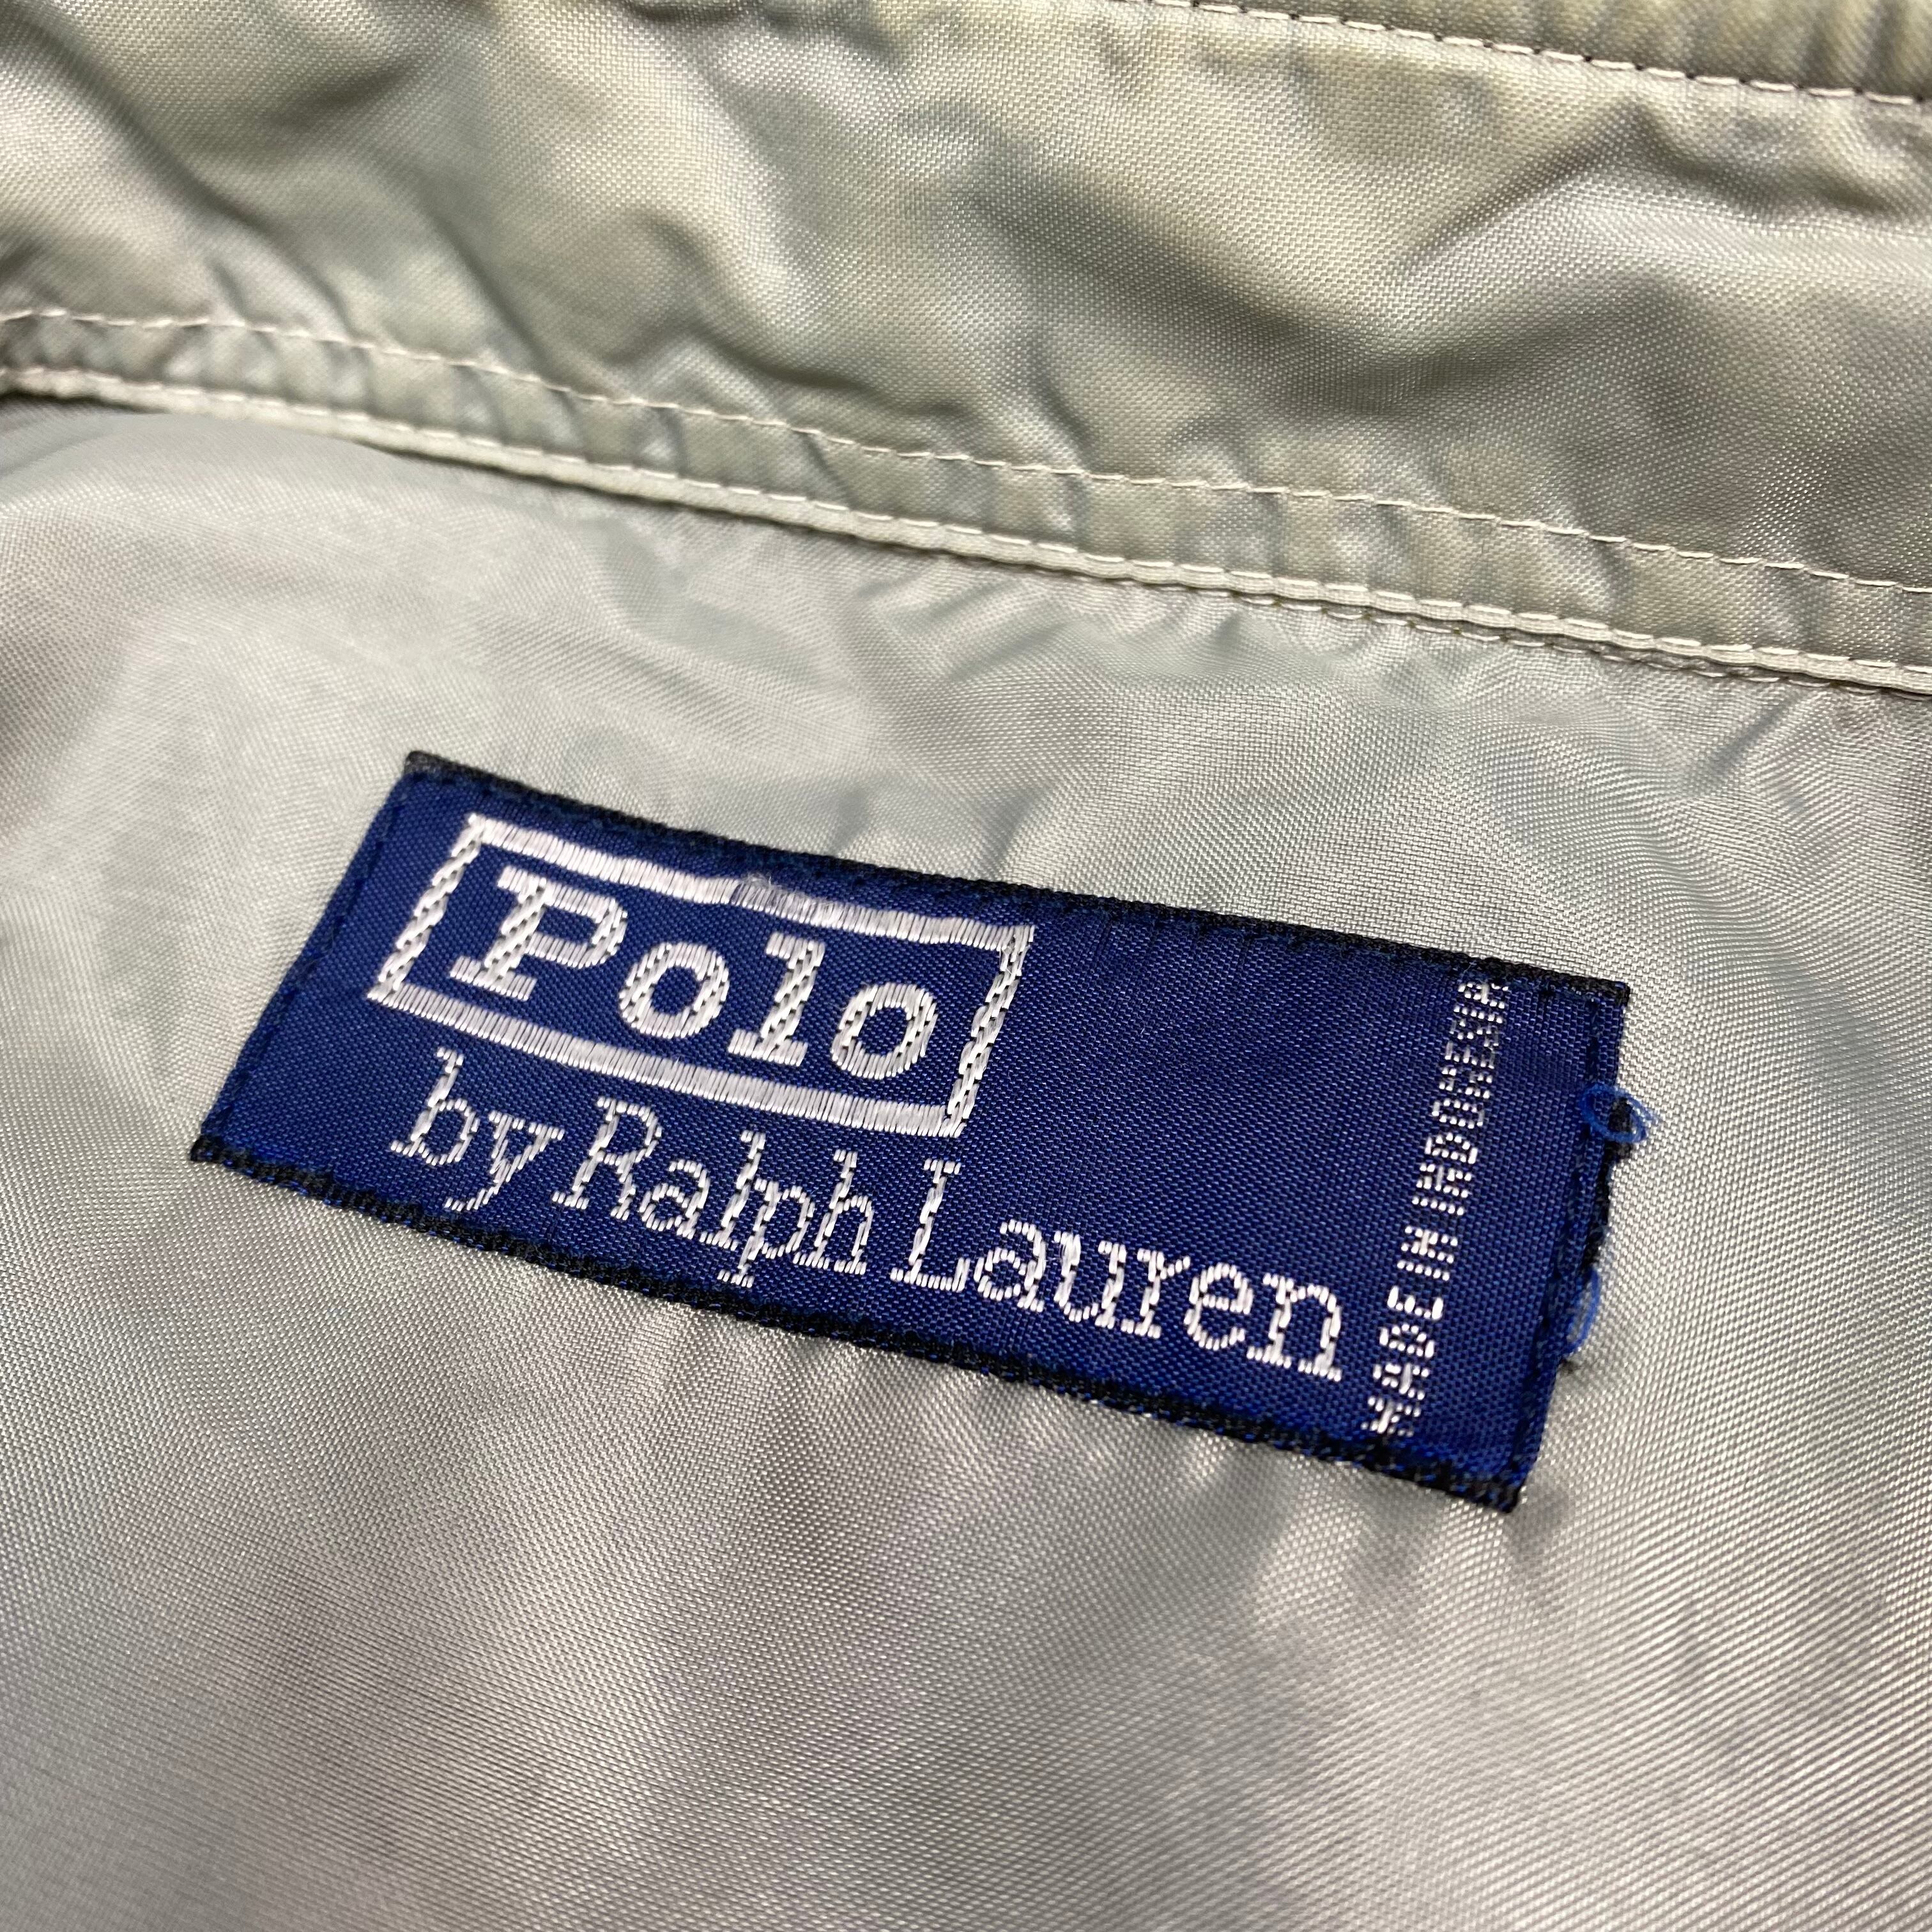 Polo
by Ralph Lauren
MADE IN INDONESIA